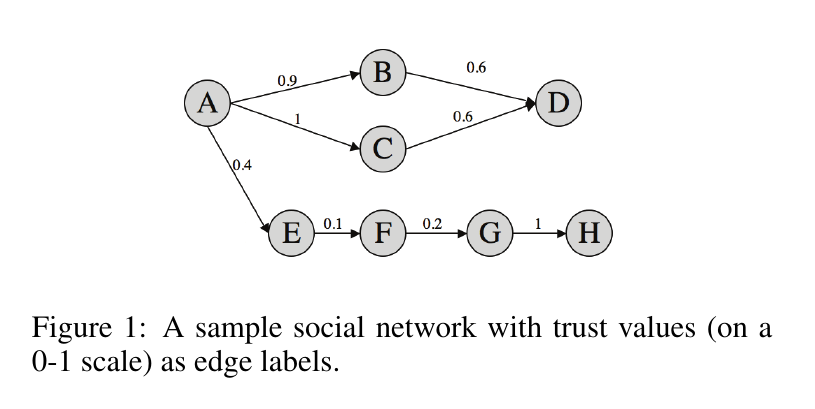 0.9
B
0.6
A
D
1
0.6
C
0.4
E
0.1
F
0.2
G
1
H
Figure 1: A sample social network with trust values (on a
0-1 scale) as edge labels.